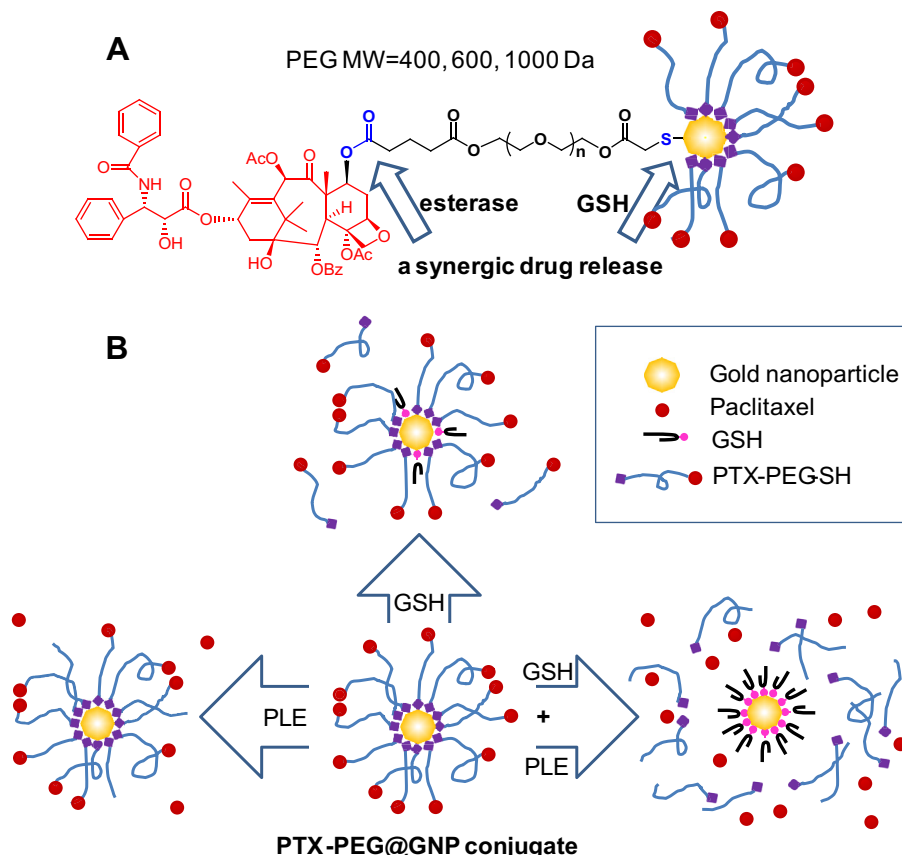 A
PEG MW=400, 600, 1000 Da
O
O
O
O
n
O
O
S
O
O
AcO
O
O
NH
O
O
OH
H
O
HO
OBz
OAc
esterase
GSH
a synergic drug release
B
Gold nanoparticle
Paclitaxel
GSH
PTX-PEG-SH
GSH
PLE
GSH
+
PLE
PTX-PEG@GNP conjugate